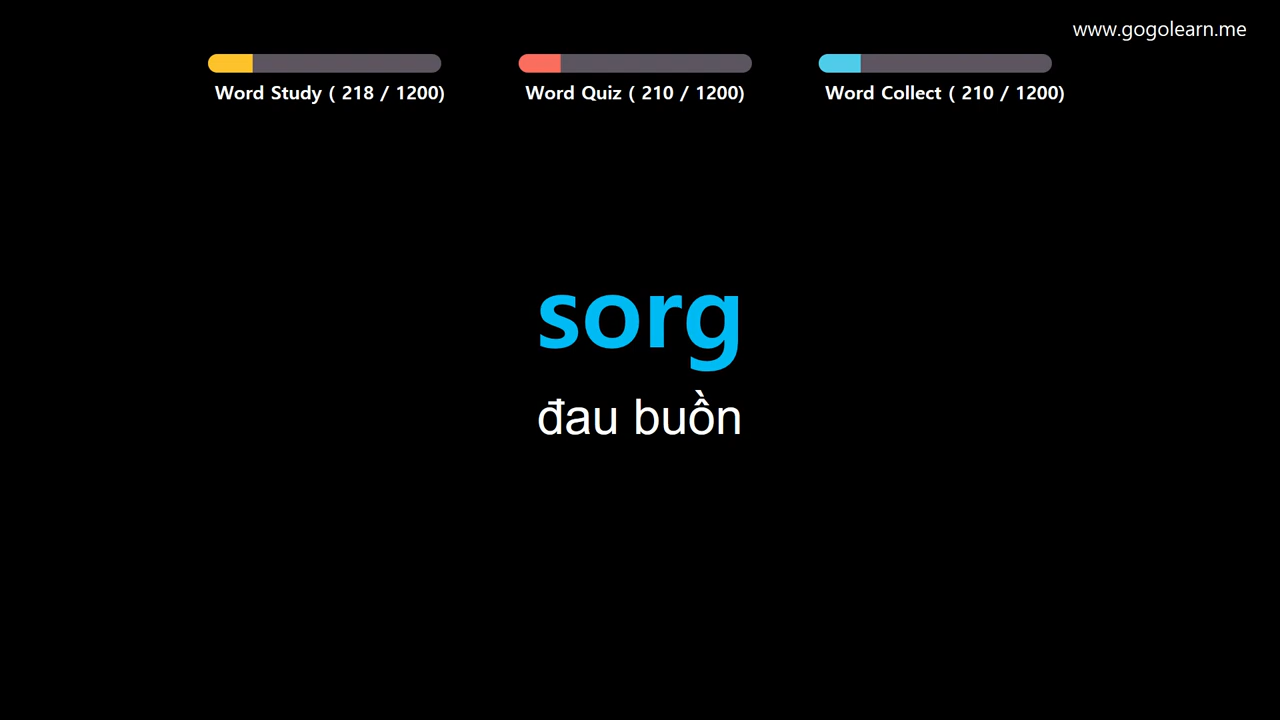 www.gogolearn.me
Word Study ( 218 / 1200)
Word Quiz ( 210 / 1200)
Word Collect ( 210 / 1200)
sorg
đau buồn